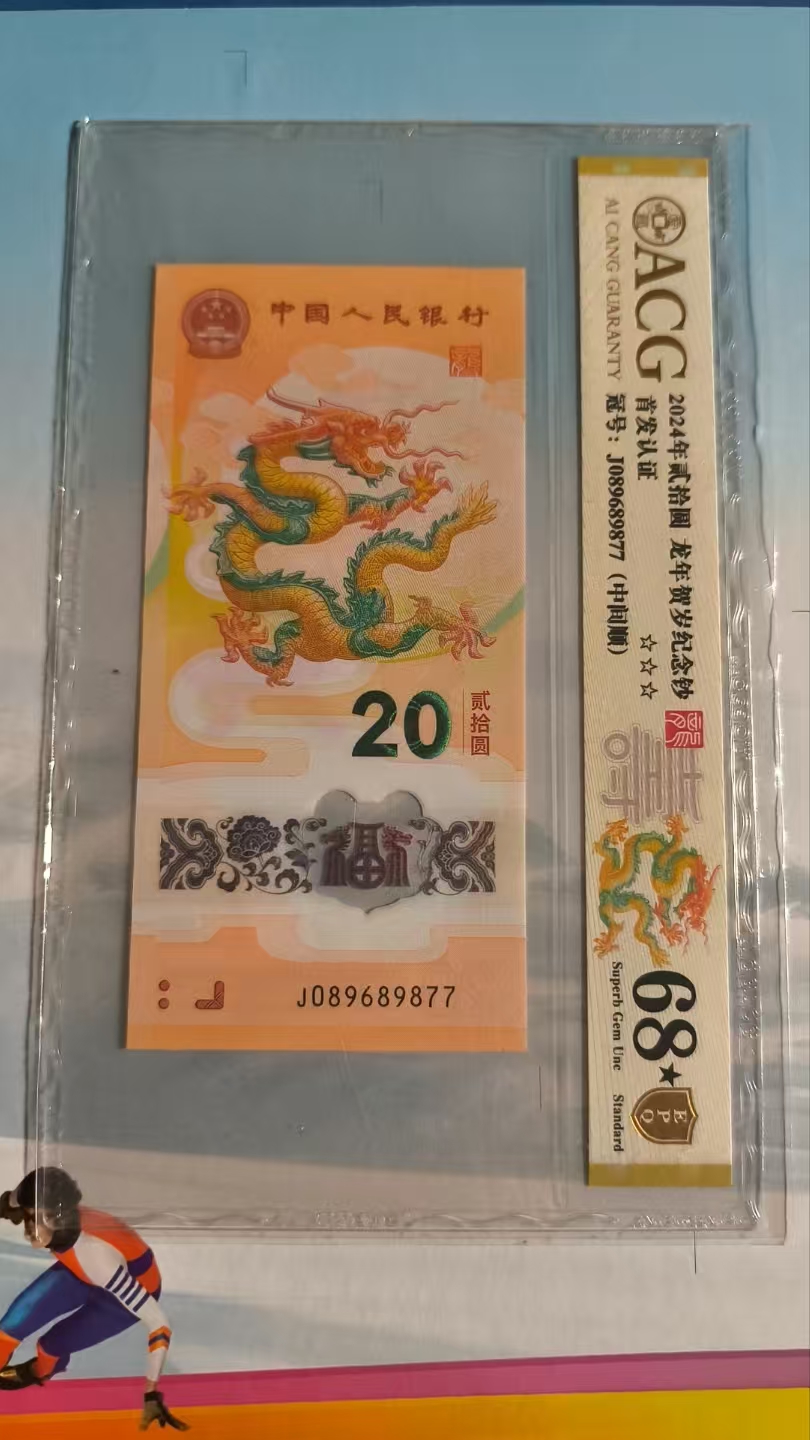 中国人民银行
20
贰拾圆
福
J089689877
ACG
AI CANG GUARANTY
2024年贰拾圆 龙年贺岁纪念钞
首发认证 ☆☆☆
冠号：J089689877（中间顺）
寿
68★
Superb Gem Unc
EPQ
Standard